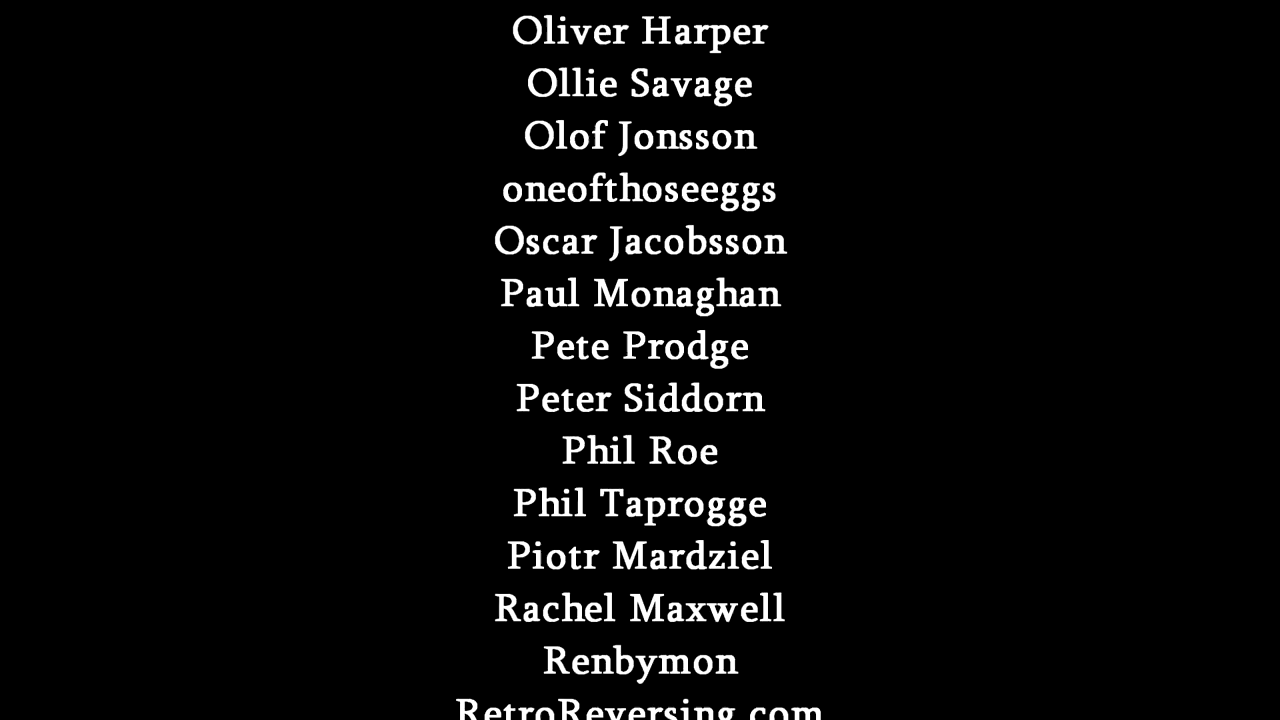 Oliver Harper
Ollie Savage
Olof Jonsson
oneofthoseeggs
Oscar Jacobsson
Paul Monaghan
Pete Prodge
Peter Siddorn
Phil Roe
Phil Taprogge
Piotr Mardziel
Rachel Maxwell
Renbymon
RetroReversing.com